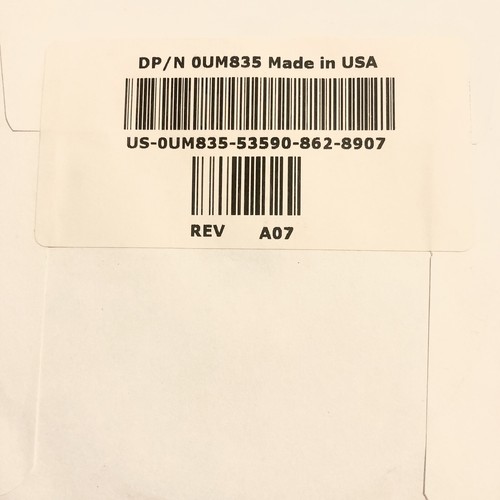 DP/N 0UM835 Made in USA
US-0UM835-53590-862-8907
REV A07